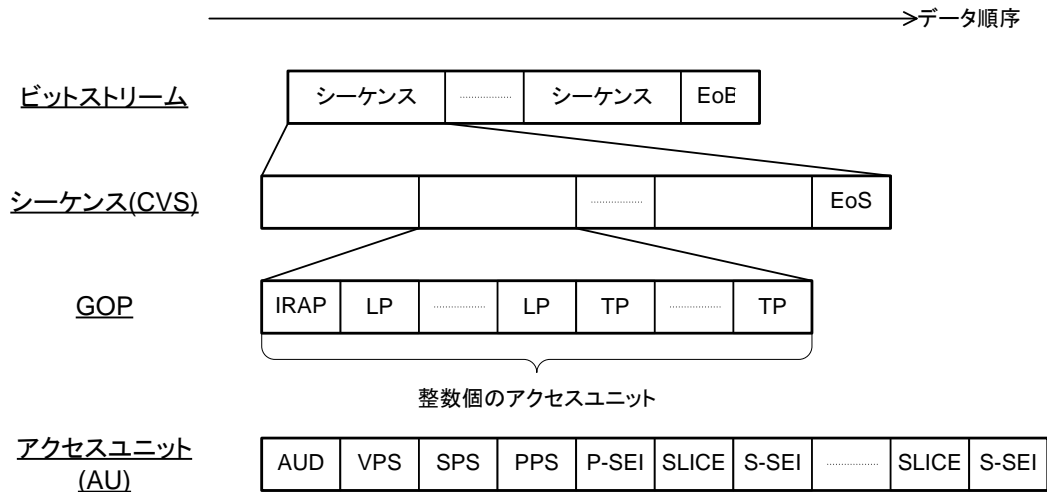 データ順序
ビットストリーム
シーケンス ........ シーケンス EoB
シーケンス(CVS)
........ EoS
GOP
IRAP LP ........ LP TP ........ TP
整数個のアクセスユニット
アクセスユニット
(AU)
AUD VPS SPS PPS P-SEI SLICE S-SEI ........ SLICE S-SEI